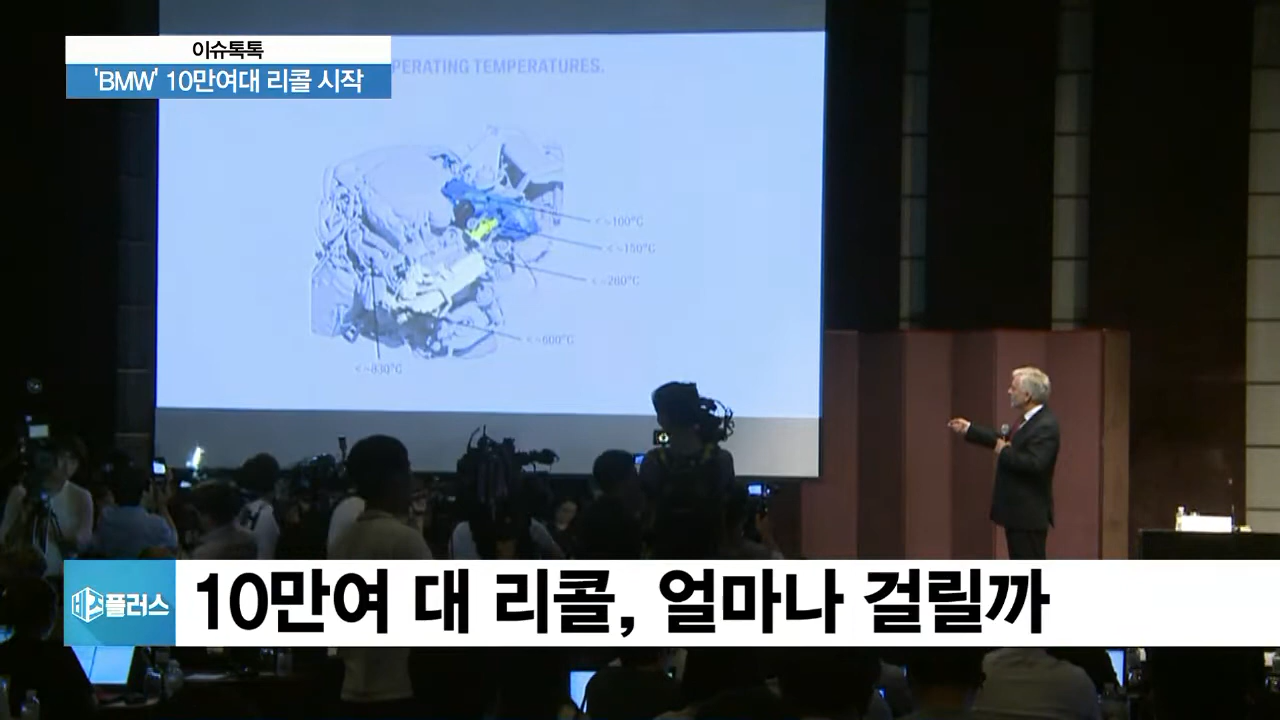 이슈톡톡
'BMW' 10만여대 리콜 시작
PERATING TEMPERATURES.
<~100°C
<~150°C
<~260°C
<~600°C
<~830°C
비즈플러스
10만여 대 리콜, 얼마나 걸릴까